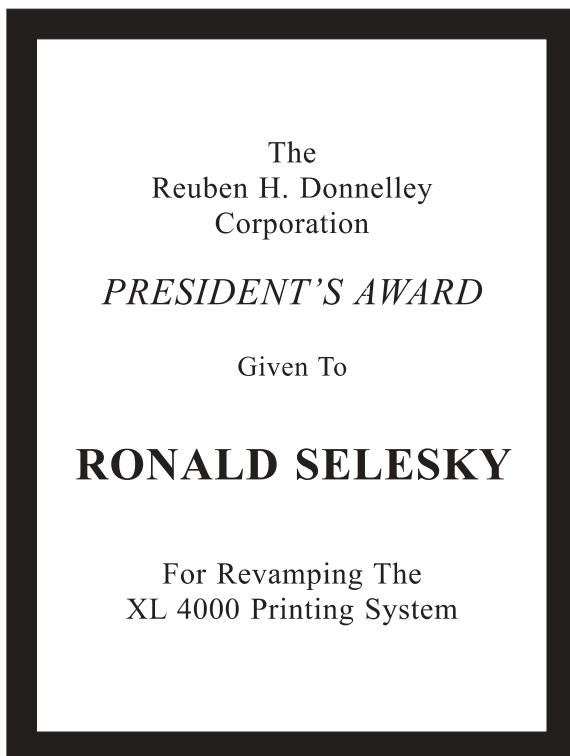 The
Reuben H. Donnelley
Corporation
PRESIDENT'S AWARD
Given To
RONALD SELESKY
For Revamping The
XL 4000 Printing System